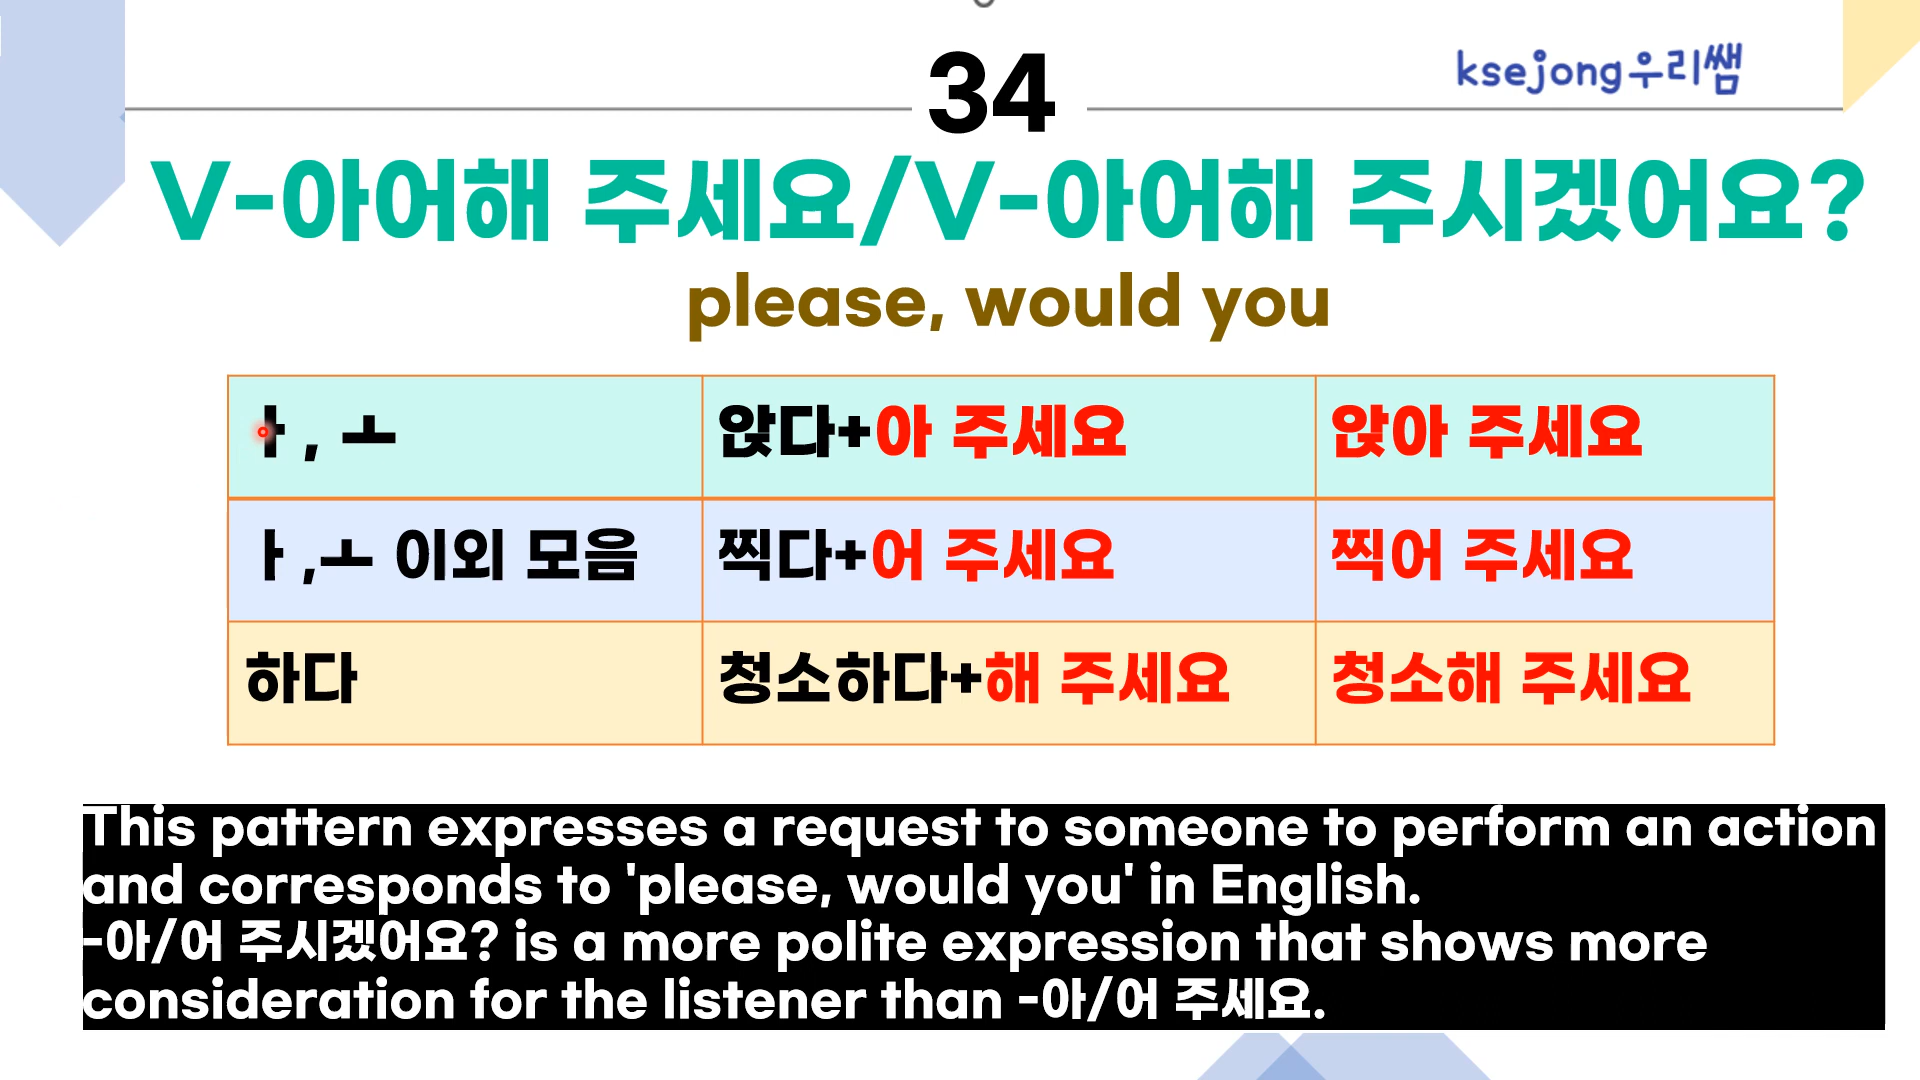 ksejong우리쌤
34
V-아어해 주세요/V-아어해 주시겠어요?
please, would you
ㅏ, ㅗ
앉다+아 주세요
앉아 주세요
ㅏ,ㅗ 이외 모음
찍다+어 주세요
찍어 주세요
하다
청소하다+해 주세요
청소해 주세요
This pattern expresses a request to someone to perform an action
and corresponds to 'please, would you' in English.
-아/어 주시겠어요? is a more polite expression that shows more
consideration for the listener than -아/어 주세요.